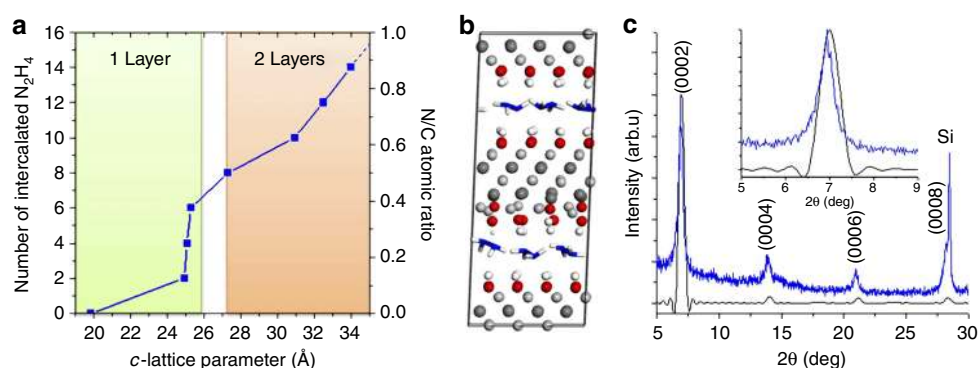 a
16
14
12
10
8
6
4
2
0
Number of intercalated N2H4
1 Layer
2 Layers
1.0
0.8
0.6
0.4
0.2
0.0
N/C atomic ratio
20 22 24 26 28 30 32 34
c-lattice parameter (Å)
b
c
Intensity (arb.u)
(0002)
(0004)
(0006)
(0008)
Si
5 6 7 8 9
2θ (deg)
5 10 15 20 25 30
2θ (deg)